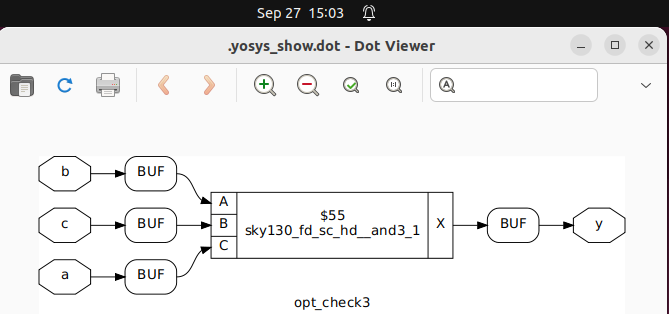 Sep 27 15:03
.yosys_show.dot - Dot Viewer
b BUF
A
$55
c BUF B sky130_fd_sc_hd__and3_1 X BUF y
C
a BUF
opt_check3